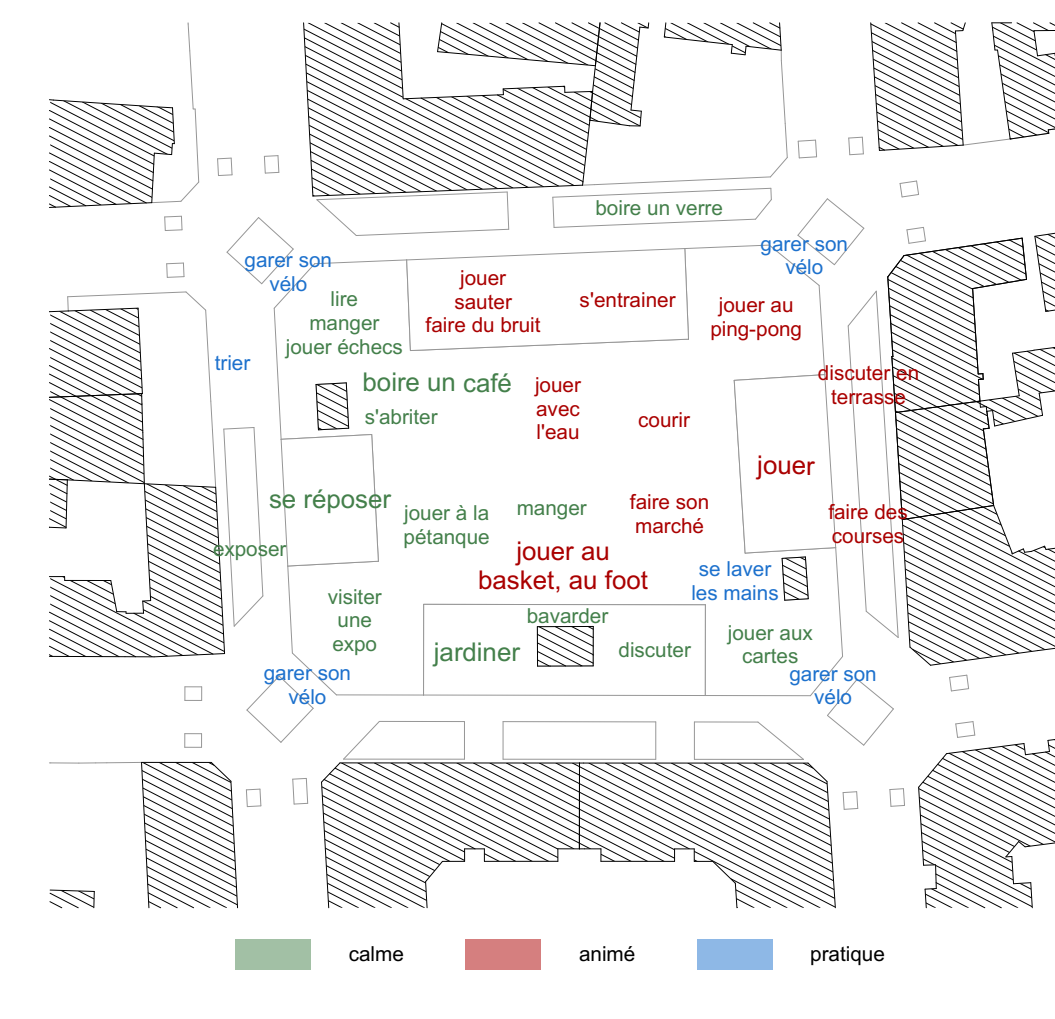 boire un verre
garer son
vélo
garer son
vélo
lire
manger
jouer échecs
jouer
sauter
faire du bruit
s'entrainer
jouer au
ping-pong
trier
boire un café
s'abriter
jouer
avec
l'eau
courir
discuter en
terrasse
jouer
se réposer
exposer
jouer à la
pétanque
manger
faire son
marché
faire des
courses
jouer au
basket, au foot
se laver
les mains
visiter
une
expo
bavarder
jardiner
discuter
jouer aux
cartes
garer son
vélo
garer son
vélo
calme
animé
pratique